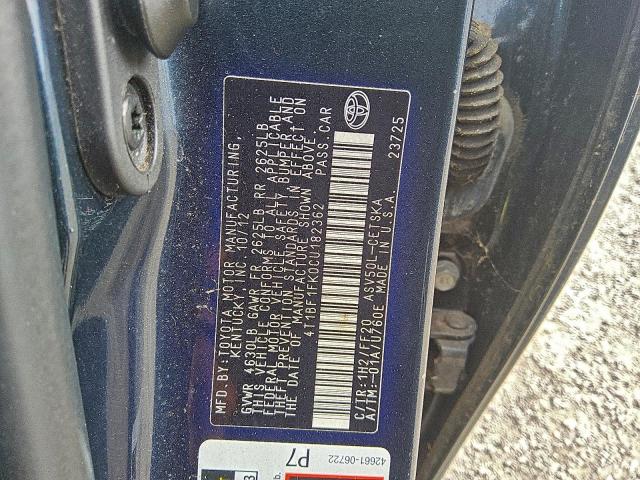 MFD. BY: TOYOTA MOTOR MANUFACTURING,
KENTUCKY, INC. 10/12
GVWR 4630LB GAWR FR 2625LB RR 2625LB
THIS VEHICLE CONFORMS TO ALL APPLICABLE
FEDERAL MOTOR VEHICLE SAFETY, BUMPER AND
THEFT PREVENTION STANDARDS IN EFFECT ON
THE DATE OF MANUFACTURE SHOWN ABOVE.
4T1BF1FK0CU182362 PASS.CAR
C/TR: 1H2/FF20 ASV50L-CETSKA
A/TM: -01A/U760E MADE IN U.S.A. 23725
42661-06722
P7